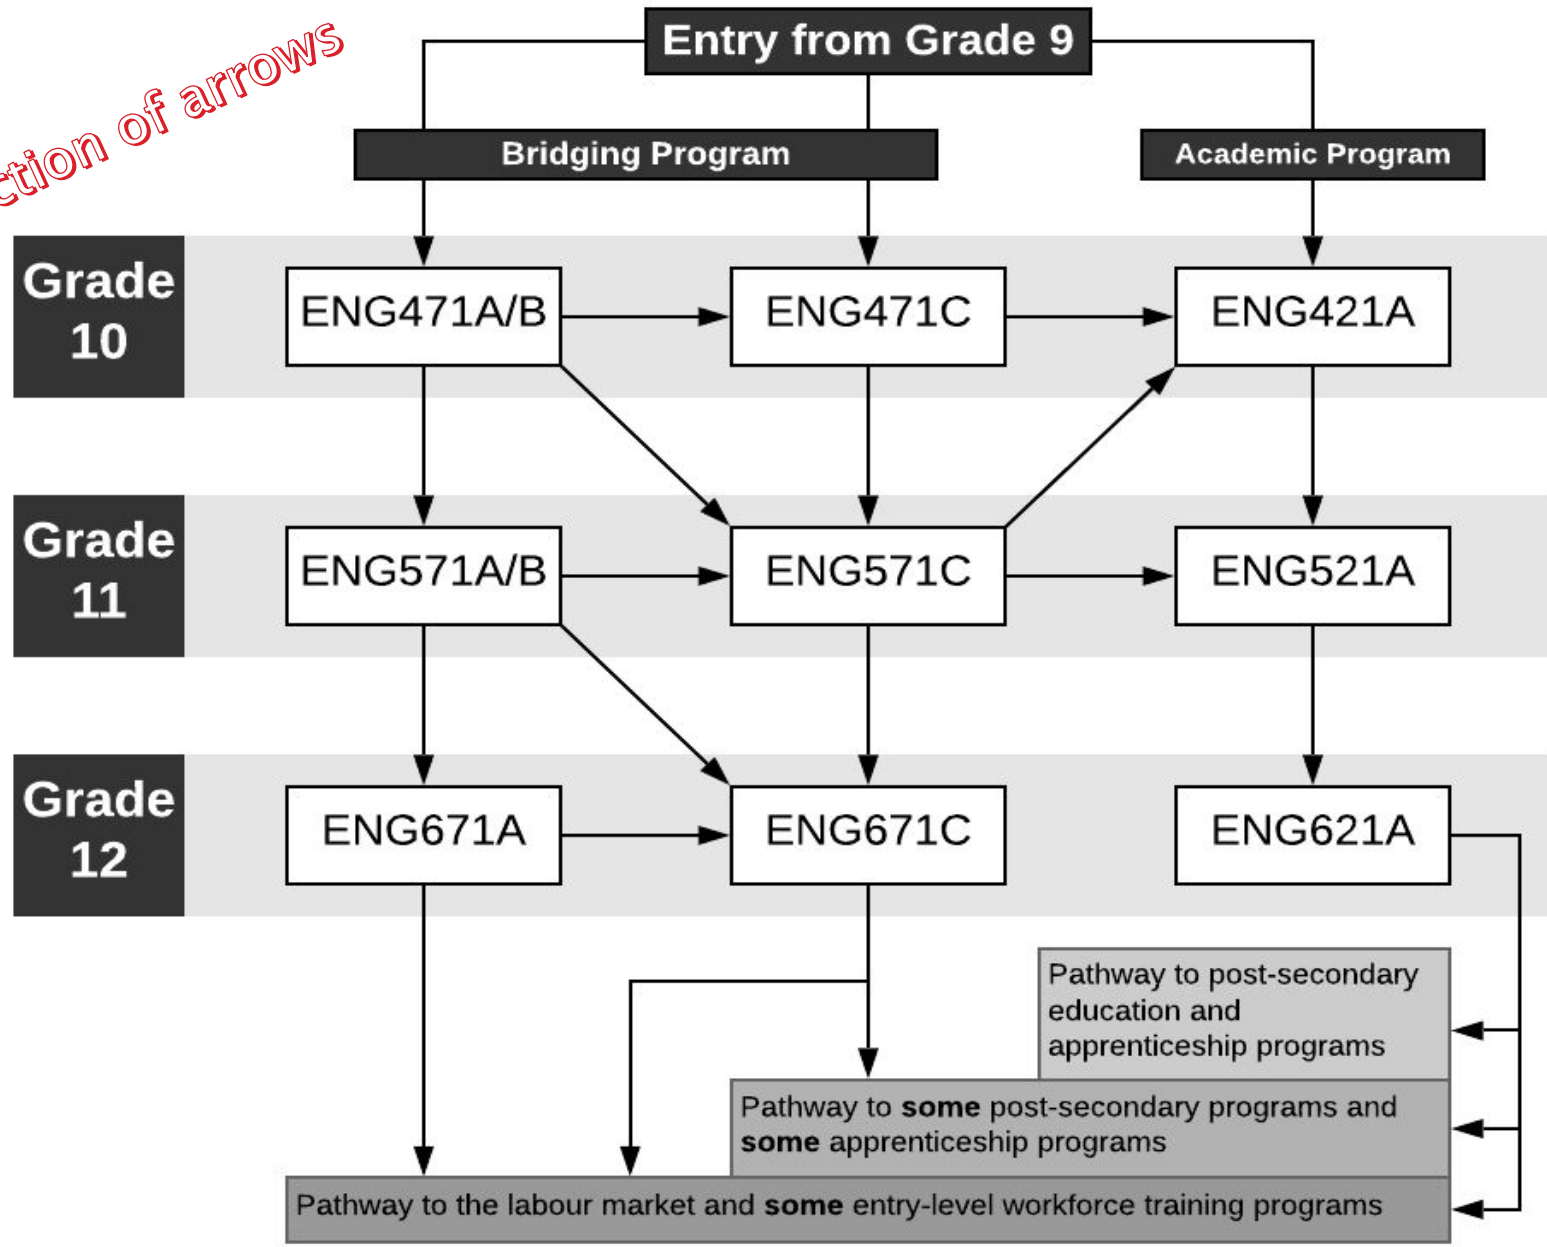 Entry from Grade 9
of arrows
Bridging Program
Academic Program
Grade
10
ENG471A/B
ENG471C
ENG421A
Grade
11
ENG571A/B
ENG571C
ENG521A
Grade
12
ENG671A
ENG671C
ENG621A
Pathway to post-secondary
education and
apprenticeship programs
Pathway to some post-secondary programs and
some apprenticeship programs
Pathway to the labour market and some entry-level workforce training programs